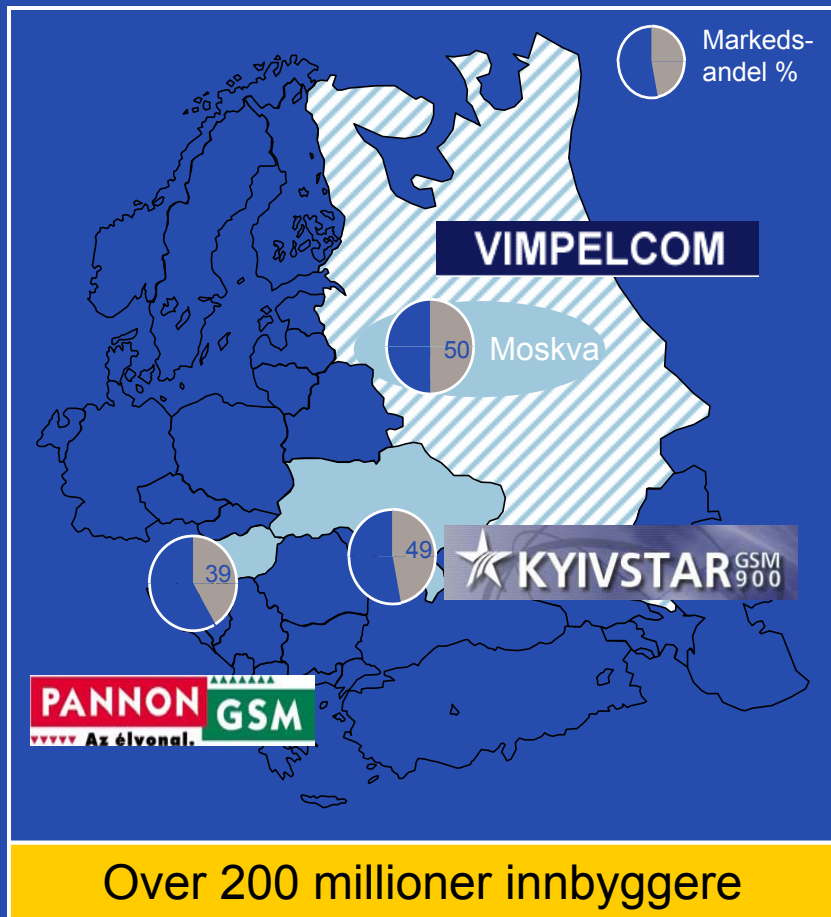 Markeds-
andel %
VIMPELCOM
50
Moskva
49
KYIVSTAR GSM 900
39
PANNON GSM
Az élvonal.
Over 200 millioner innbyggere